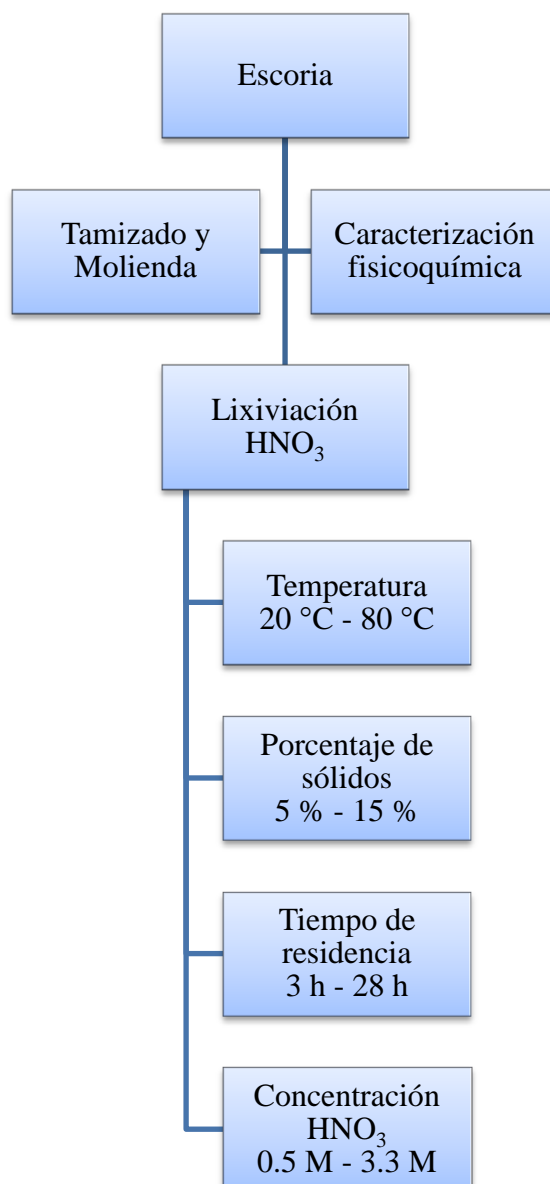 Escoria
Tamizado y
Molienda
Caracterización
fisicoquímica
Lixiviación
HNO₃
Temperatura
20 °C - 80 °C
Porcentaje de
sólidos
5 % - 15 %
Tiempo de
residencia
3 h - 28 h
Concentración
HNO₃
0.5 M - 3.3 M